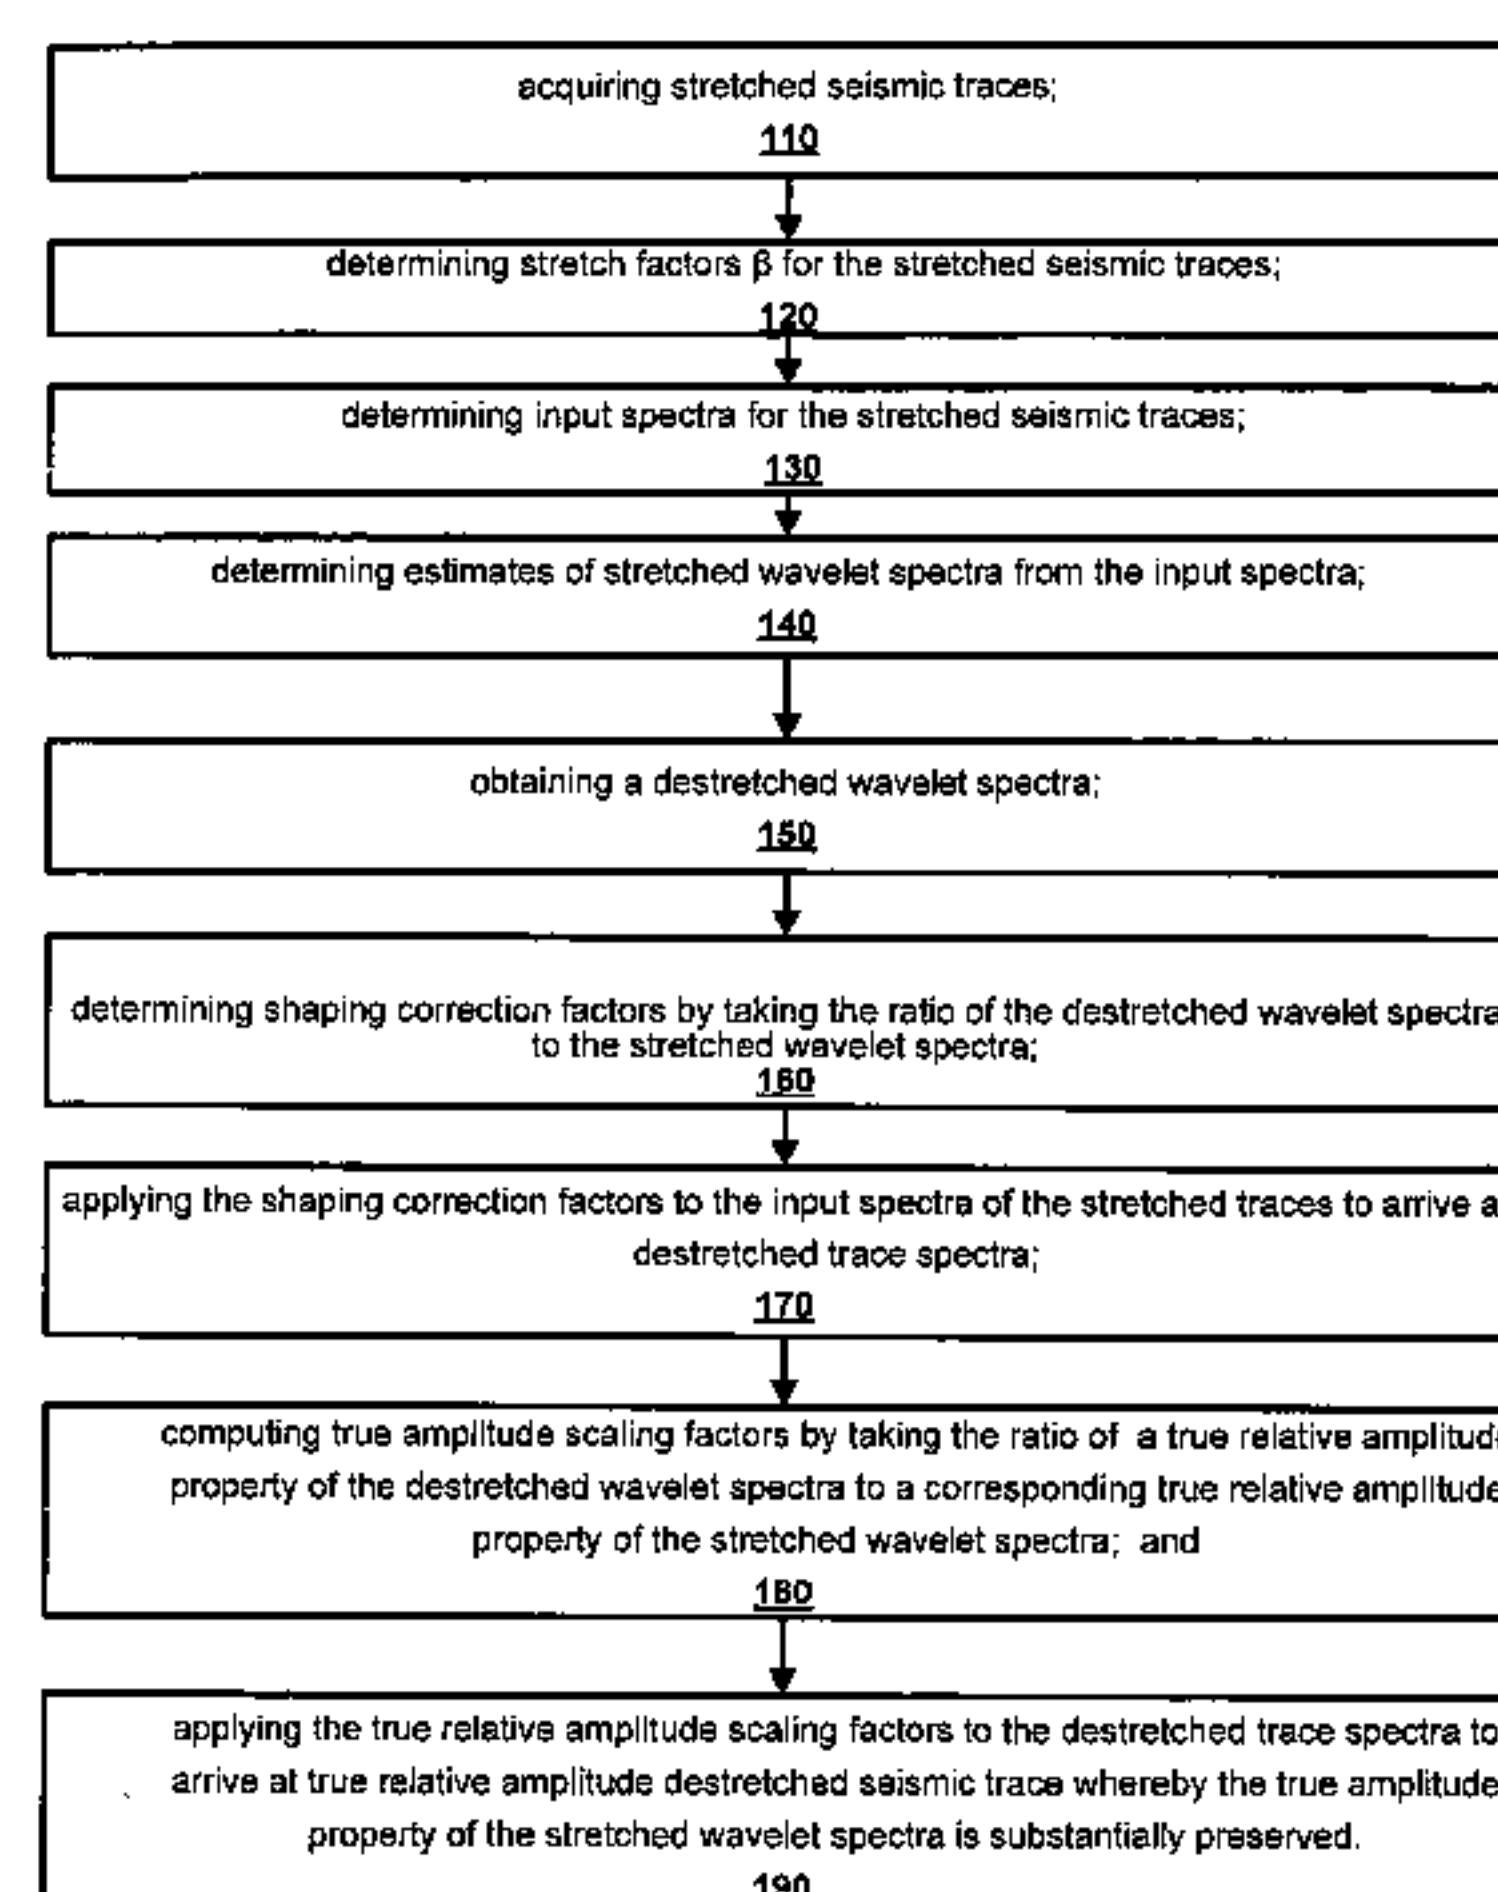 acquiring stretched seismic traces;
110
determining stretch factors β for the stretched seismic traces;
120
determining input spectra for the stretched seismic traces;
130
determining estimates of stretched wavelet spectra from the input spectra;
140
obtaining a destretched wavelet spectra;
150
determining shaping correction factors by taking the ratio of the destretched wavelet spectra
to the stretched wavelet spectra;
160
applying the shaping correction factors to the input spectra of the stretched traces to arrive a
destretched trace spectra;
170
computing true amplitude scaling factors by taking the ratio of a true relative amplitud
property of the destretched wavelet spectra to a corresponding true relative amplitude
property of the stretched wavelet spectra; and
180
applying the true relative amplitude scaling factors to the destretched trace spectra to
arrive at true relative amplitude destretched seismic trace whereby the true amplitude
property of the stretched wavelet spectra is substantially preserved.
190